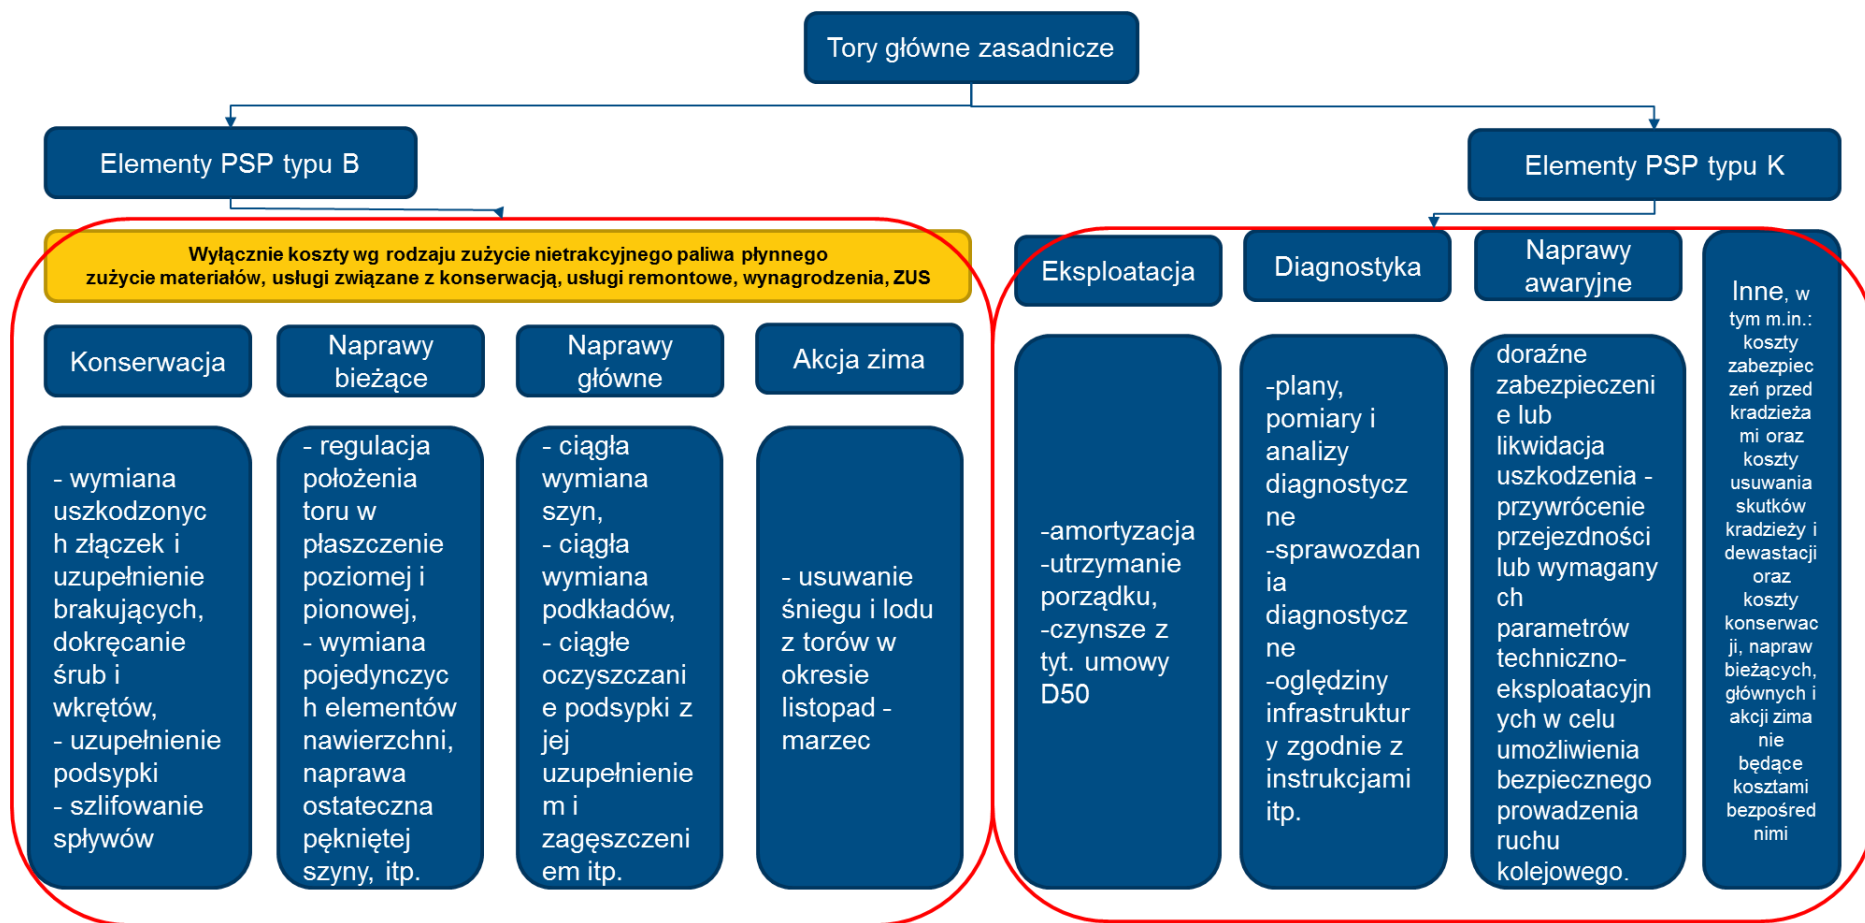 Tory główne zasadnicze
Elementy PSP typu B
Elementy PSP typu K
Wyłącznie koszty wg rodzaju zużycie nietrakcyjnego paliwa płynnego
zużycie materiałów, usługi związane z konserwacją, usługi remontowe, wynagrodzenia, ZUS
Konserwacja
- wymiana
uszkodzonyc
h złączek i
uzupełnienie
brakujących,
dokręcanie
śrub i
wkrętów,
- uzupełnienie
podsypki
- szlifowanie
spływów
Naprawy
bieżące
- regulacja
położenia
toru w
płaszczenie
poziomej i
pionowej,
- wymiana
pojedynczyc
h elementów
nawierzchni,
naprawa
ostateczna
pękniętej
szyny, itp.
Naprawy
główne
- ciągła
wymiana
szyn,
- ciągła
wymiana
podkładów,
- ciągłe
oczyszczani
e podsypki z
jej
uzupełnienie
m i
zagęszczeni
em itp.
Akcja zima
- usuwanie
śniegu i lodu
z torów w
okresie
listopad -
marzec
Eksploatacja
-amortyzacja
-utrzymanie
porządku,
-czynsze z
tyt. umowy
D50
Diagnostyka
-plany,
pomiary i
analizy
diagnostycz
ne
-sprawozda
nia
diagnostycz
ne
-oględziny
infrastruktur
y zgodnie z
instrukcjami
itp.
Naprawy
awaryjne
doraźne
zabezpieczeni
e lub
likwidacja
uszkodzenia -
przywrócenie
przejezdności
lub wymagany
ch
parametrów
techniczno-
eksploatacyjn
ych w celu
umożliwienia
bezpiecznego
prowadzenia
ruchu
kolejowego.
Inne, w
tym m.in.:
koszty
zabezpiec
zeń przed
kradzieża
mi oraz
koszty
usuwania
skutków
kradzieży i
dewastacji
oraz
koszty
konserwac
ji, napraw
bieżących,
głównych i
akcji zima
nie
będące
kosztami
bezpośred
nimi